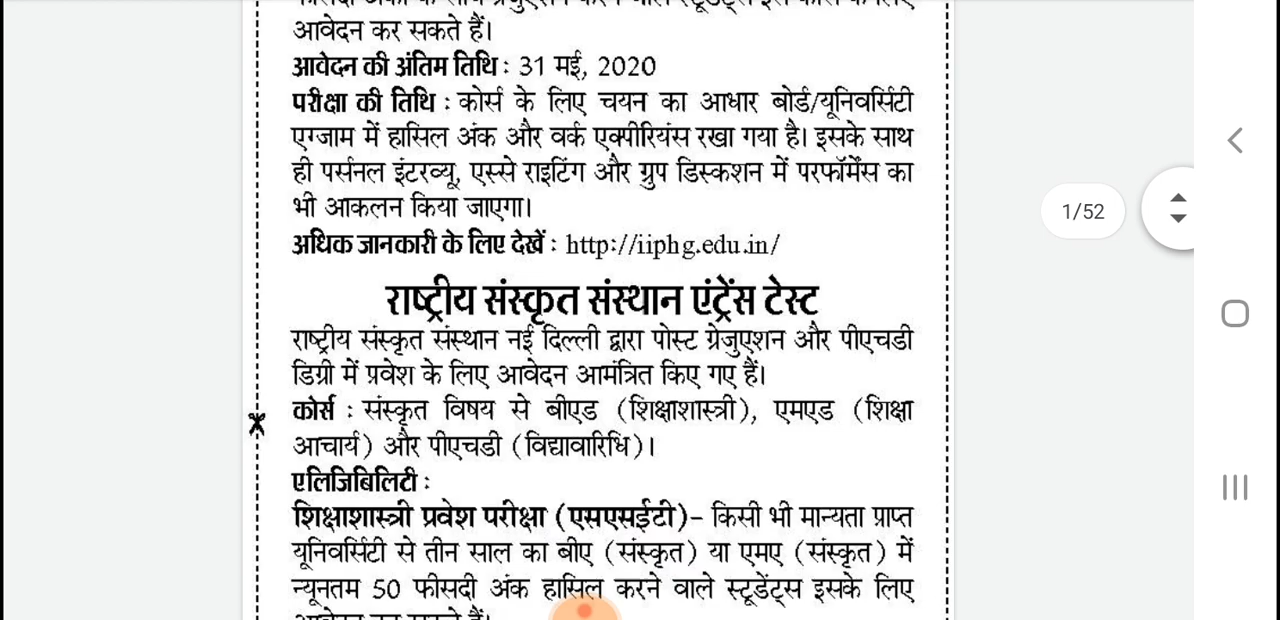 आवेदन कर सकते हैं।
आवेदन की अंतिम तिथि : 31 मई, 2020
परीक्षा की तिथि : कोर्स के लिए चयन का आधार बोर्ड/यूनिवर्सिटी
एग्जाम में हासिल अंक और वर्क एक्पीरियंस रखा गया है। इसके साथ
ही पर्सनल इंटरव्यू, एस्से राइटिंग और ग्रुप डिस्कशन में परफॉर्मेंस का
भी आकलन किया जाएगा।
अधिक जानकारी के लिए देखें : http://iiphg.edu.in/
राष्ट्रीय संस्कृत संस्थान एंट्रेंस टेस्ट
राष्ट्रीय संस्कृत संस्थान नई दिल्ली द्वारा पोस्ट ग्रेजुएशन और पीएचडी
डिग्री में प्रवेश के लिए आवेदन आमंत्रित किए गए हैं।
कोर्स : संस्कृत विषय से बीएड (शिक्षाशास्त्री), एमएड (शिक्षा
आचार्य) और पीएचडी (विद्यावारिधि)।
एलिजिबिलिटी :
शिक्षाशास्त्री प्रवेश परीक्षा (एसएसईटी)- किसी भी मान्यता प्राप्त
यूनिवर्सिटी से तीन साल का बीए (संस्कृत) या एमए (संस्कृत) में
न्यूनतम 50 फीसदी अंक हासिल करने वाले स्टूडेंट्स इसके लिए
1/52